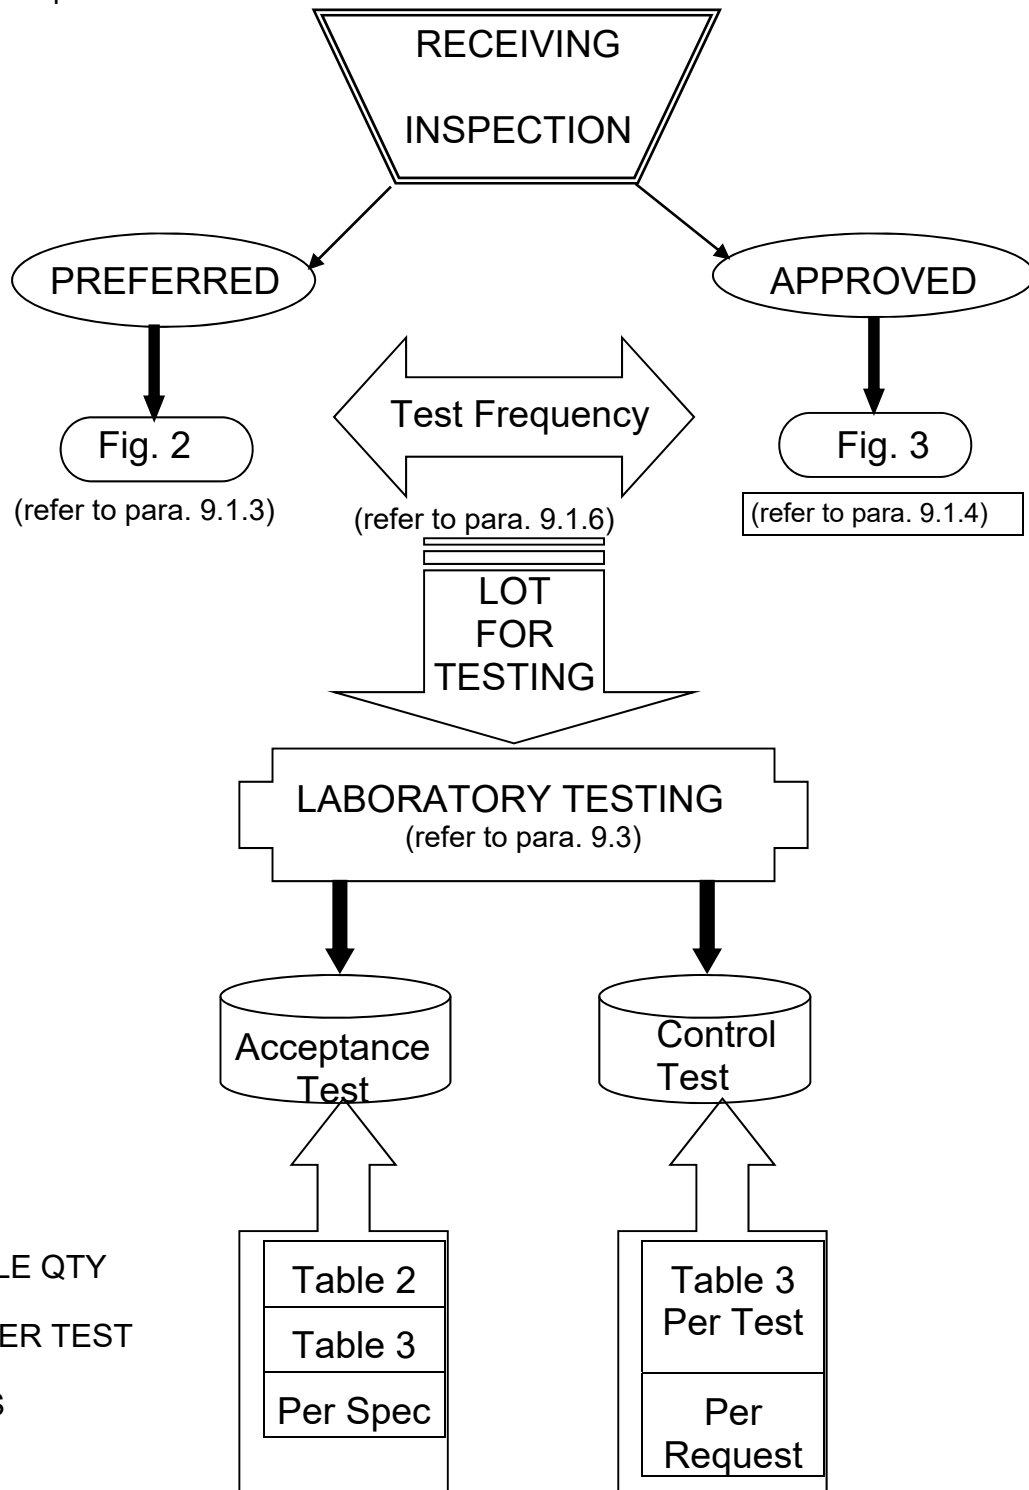 RECEIVING
INSPECTION
PREFERRED
APPROVED
Test Frequency
Fig. 2
Fig. 3
(refer to para. 9.1.3)
(refer to para. 9.1.6)
(refer to para. 9.1.4)
LOT
FOR
TESTING
LABORATORY TESTING
(refer to para. 9.3)
Acceptance
Test
Control
Test
LE QTY
Table 2
Table 3
Per Test
ER TEST
Table 3
S
Per Spec
Per
Request